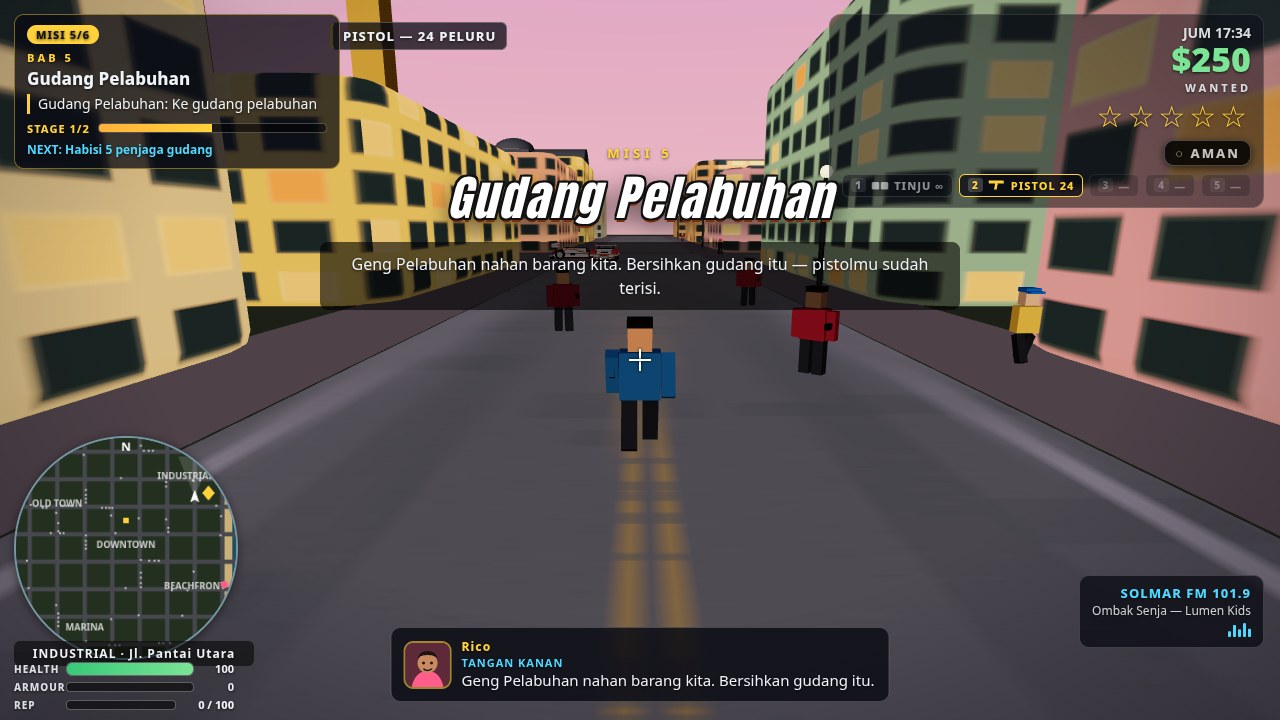 MISI 5/6
BAB 5
Gudang Pelabuhan
Gudang Pelabuhan: Ke gudang pelabuhan
STAGE 1/2
NEXT: Habisi 5 penjaga gudang
PISTOL — 24 PELURU
JUM 17:34
$250
WANTED
☆ ☆ ☆ ☆ ☆
○ AMAN
1 TINJU ∞ 2 PISTOL 24 3 — 4 — 5 —
MISI 5
Gudang Pelabuhan
Geng Pelabuhan nahan barang kita. Bersihkan gudang itu — pistolmu sudah
terisi.
N
INDUSTRIA
OLD TOWN
DOWNTOWN
BEACHFRONT
MARINA
INDUSTRIAL · Jl. Pantai Utara
HEALTH 100
ARMOUR 0
REP 0 / 100
Rico
TANGAN KANAN
Geng Pelabuhan nahan barang kita. Bersihkan gudang itu.
SOLMAR FM 101.9
Ombak Senja — Lumen Kids